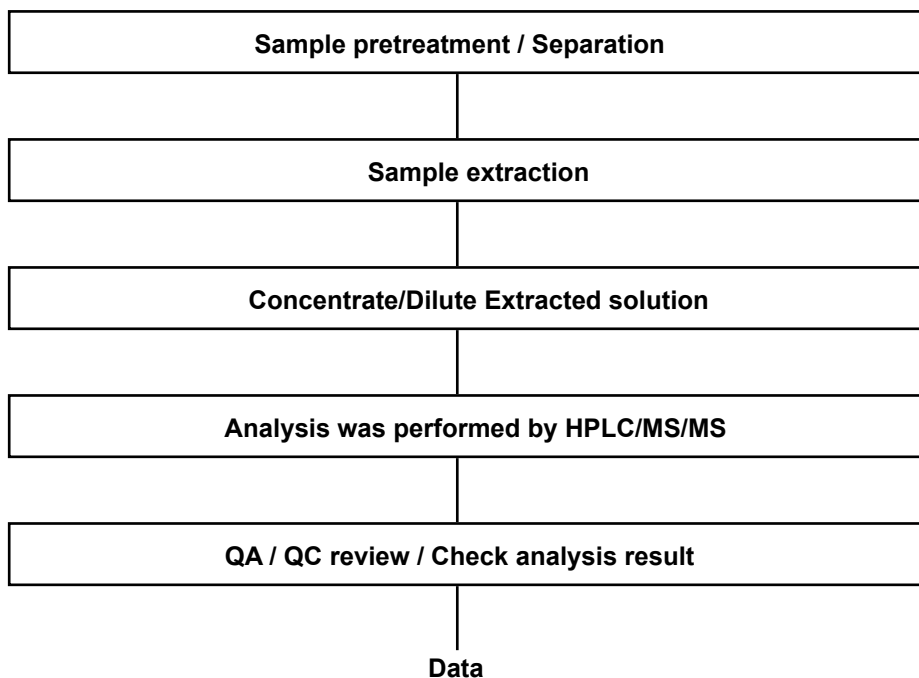 Sample pretreatment / Separation
Sample extraction
Concentrate/Dilute Extracted solution
Analysis was performed by HPLC/MS/MS
QA / QC review / Check analysis result
Data